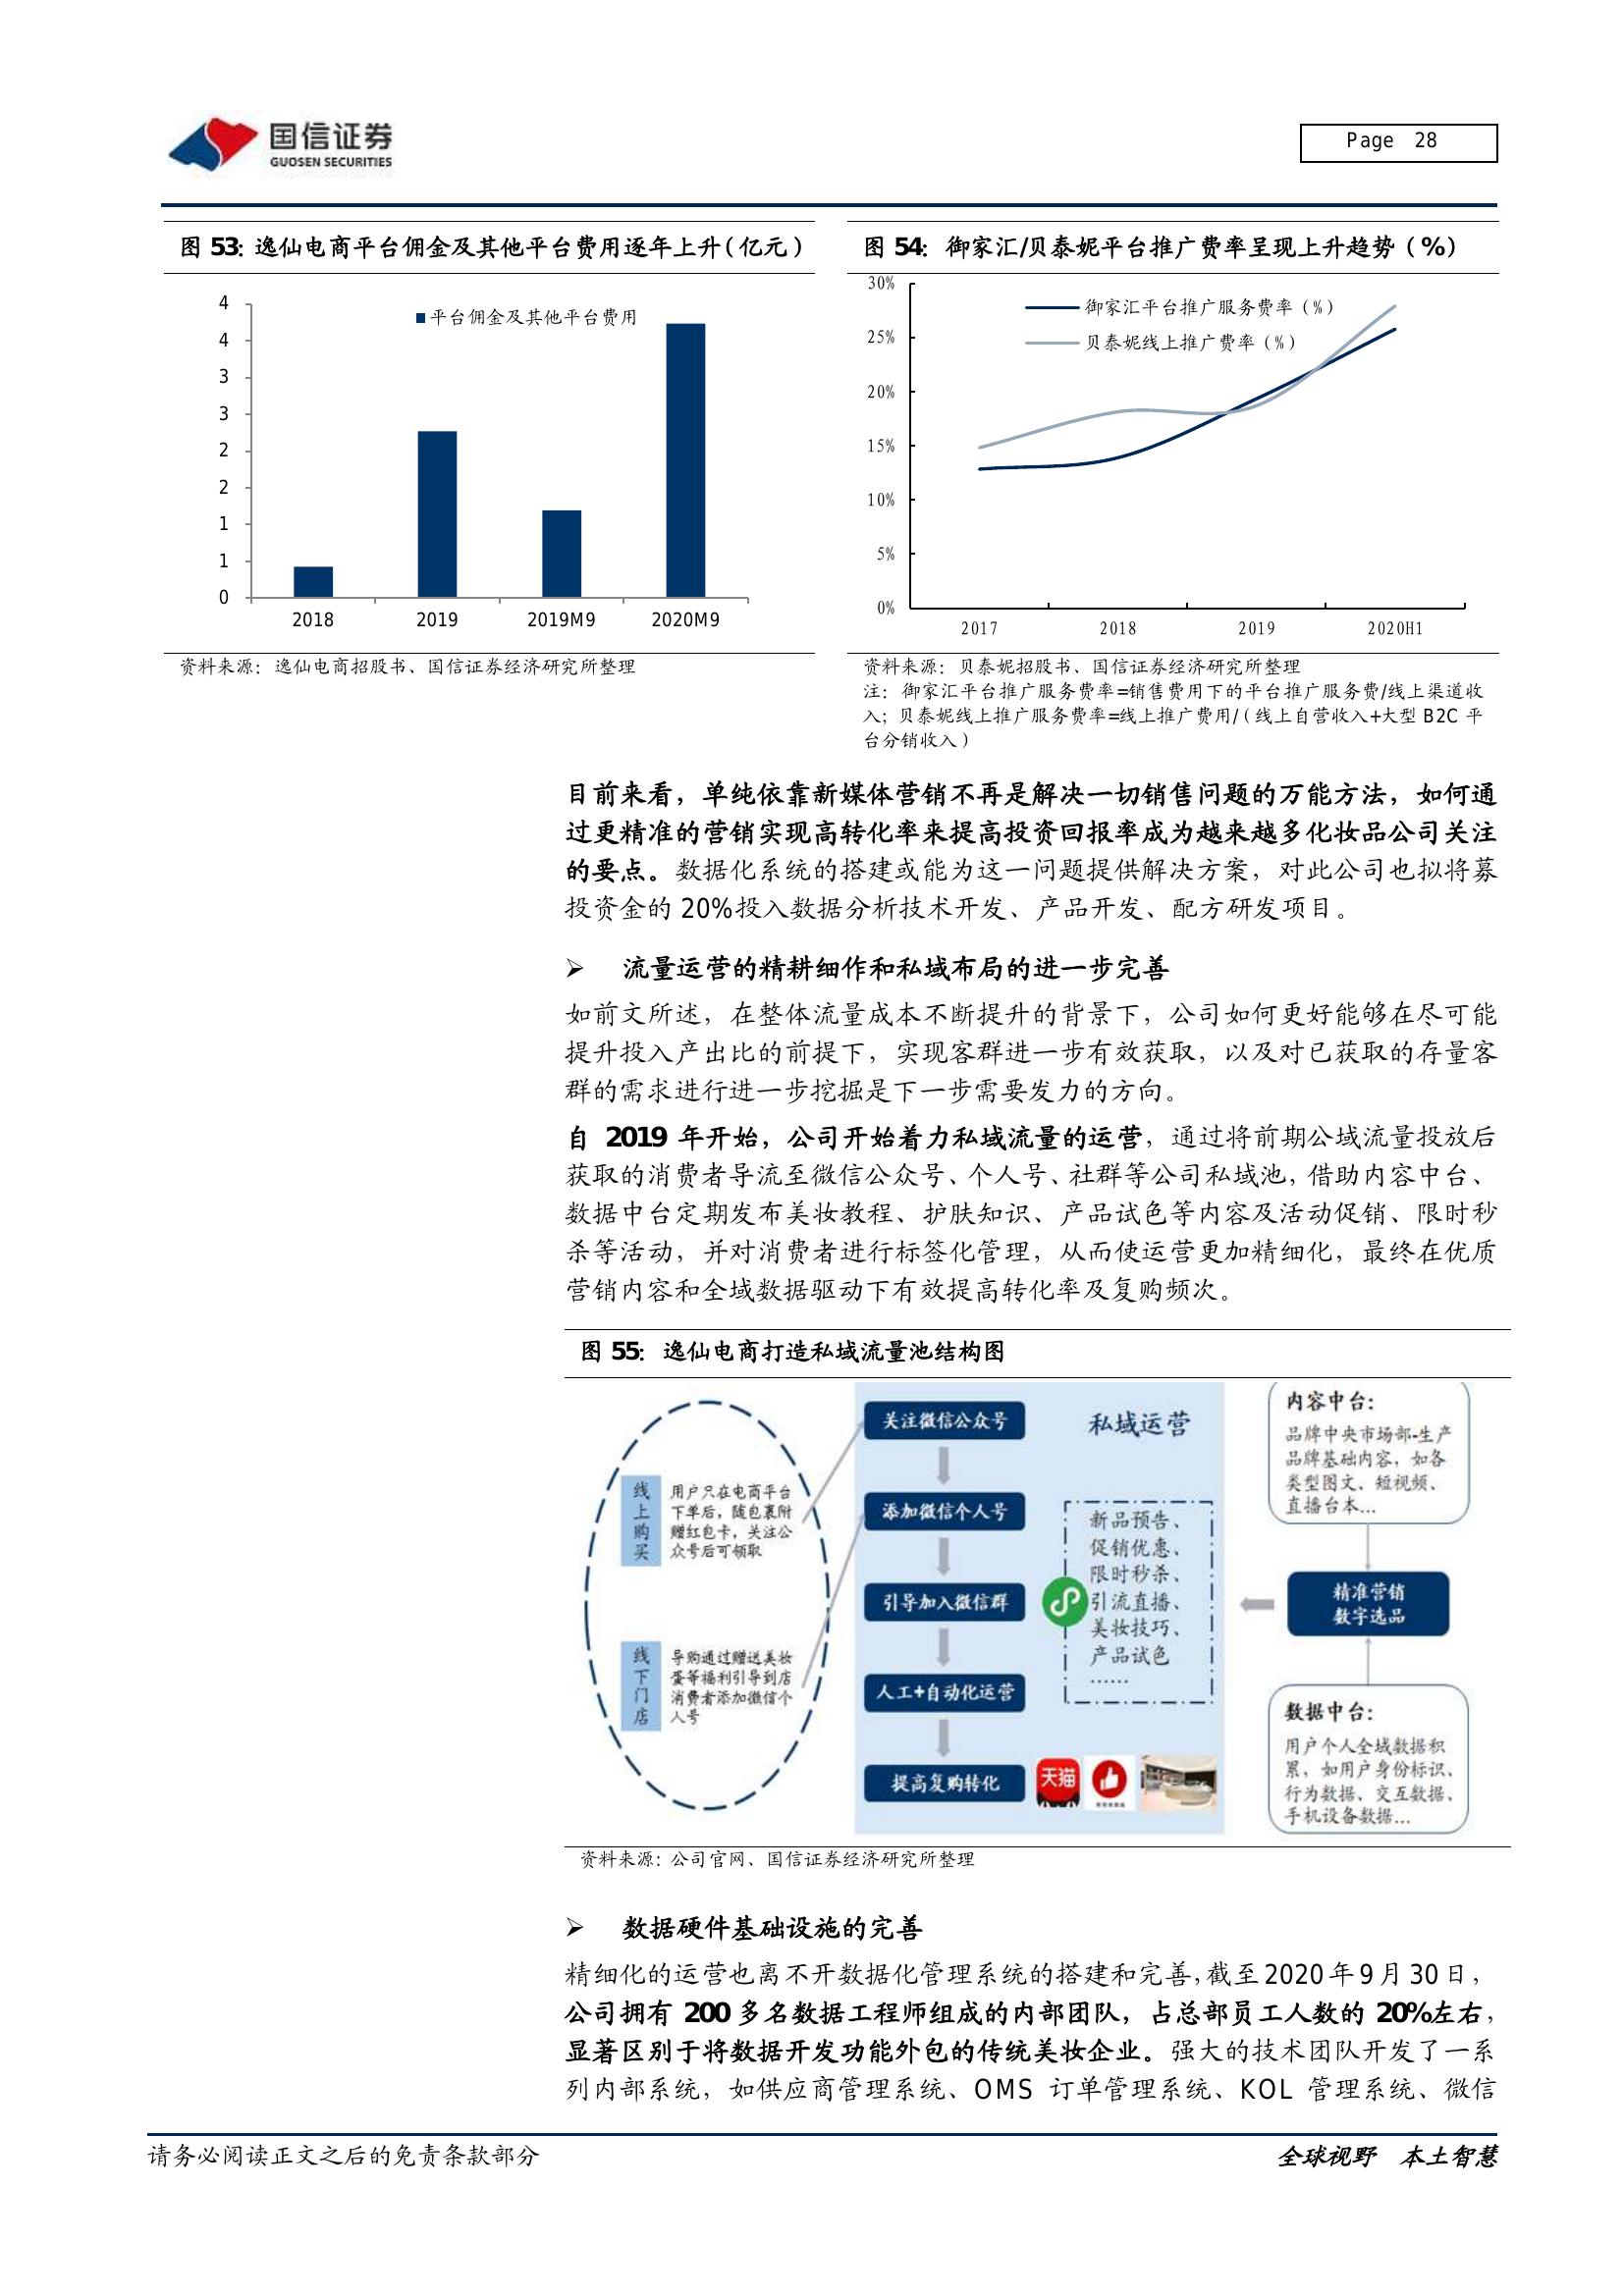 国信证券
GUOSEN SECURITIES
Page 28
图 53：逸仙电商平台佣金及其他平台费用逐年上升（亿元）
4
4
3
3
2
2
1
1
0
■平台佣金及其他平台费用
2018 2019 2019M9 2020M9
资料来源：逸仙电商招股书、国信证券经济研究所整理
图 54：御家汇/贝泰妮平台推广费率呈现上升趋势（%）
30%
25%
20%
15%
10%
5%
0%
御家汇平台推广服务费率（%）
贝泰妮线上推广费率（%）
2017 2018 2019 2020H1
资料来源：贝泰妮招股书、国信证券经济研究所整理
注：御家汇平台推广服务费率=销售费用下的平台推广服务费/线上渠道收
入；贝泰妮线上推广服务费率=线上推广费用/（线上自营收入+大型 B2C 平
台分销收入）
目前来看，单纯依靠新媒体营销不再是解决一切销售问题的万能方法，如何通
过更精准的营销实现高转化率来提高投资回报率成为越来越多化妆品公司关注
的要点。数据化系统的搭建或能为这一问题提供解决方案，对此公司也拟将募
投资金的 20%投入数据分析技术开发、产品开发、配方研发项目。
➢ 流量运营的精耕细作和私域布局的进一步完善
如前文所述，在整体流量成本不断提升的背景下，公司如何更好能够在尽可能
提升投入产出比的前提下，实现客群进一步有效获取，以及对已获取的存量客
群的需求进行进一步挖掘是下一步需要发力的方向。
自 2019 年开始，公司开始着力私域流量的运营，通过将前期公域流量投放后
获取的消费者导流至微信公众号、个人号、社群等公司私域池，借助内容中台、
数据中台定期发布美妆教程、护肤知识、产品试色等内容及活动促销、限时秒
杀等活动，并对消费者进行标签化管理，从而使运营更加精细化，最终在优质
营销内容和全域数据驱动下有效提高转化率及复购频次。
图 55：逸仙电商打造私域流量池结构图
线上购买
用户只在电商平台
下单后，随包裹附
赠红包卡，关注公
众号后可领取
线下门店
导购通过赠送美妆
蛋等福利引导到店
消费者添加微信个
人号
关注微信公众号
添加微信个人号
引导加入微信群
人工+自动化运营
提高复购转化
私域运营
新品预告、
促销优惠、
限时秒杀、
引流直播、
美妆技巧、
产品试色
……
天猫
内容中台：
品牌中央市场部-生产
品牌基础内容，如各
类型图文、短视频、
直播台本…
精准营销
数字选品
数据中台：
用户个人全域数据积
累，如用户身份标识、
行为数据、交互数据、
手机设备数据…
资料来源：公司官网、国信证券经济研究所整理
➢ 数据硬件基础设施的完善
精细化的运营也离不开数据化管理系统的搭建和完善，截至 2020 年 9 月 30 日，
公司拥有 200 多名数据工程师组成的内部团队，占总部员工人数的 20%左右，
显著区别于将数据开发功能外包的传统美妆企业。强大的技术团队开发了一系
列内部系统，如供应商管理系统、OMS 订单管理系统、KOL 管理系统、微信
请务必阅读正文之后的免责条款部分
全球视野 本土智慧